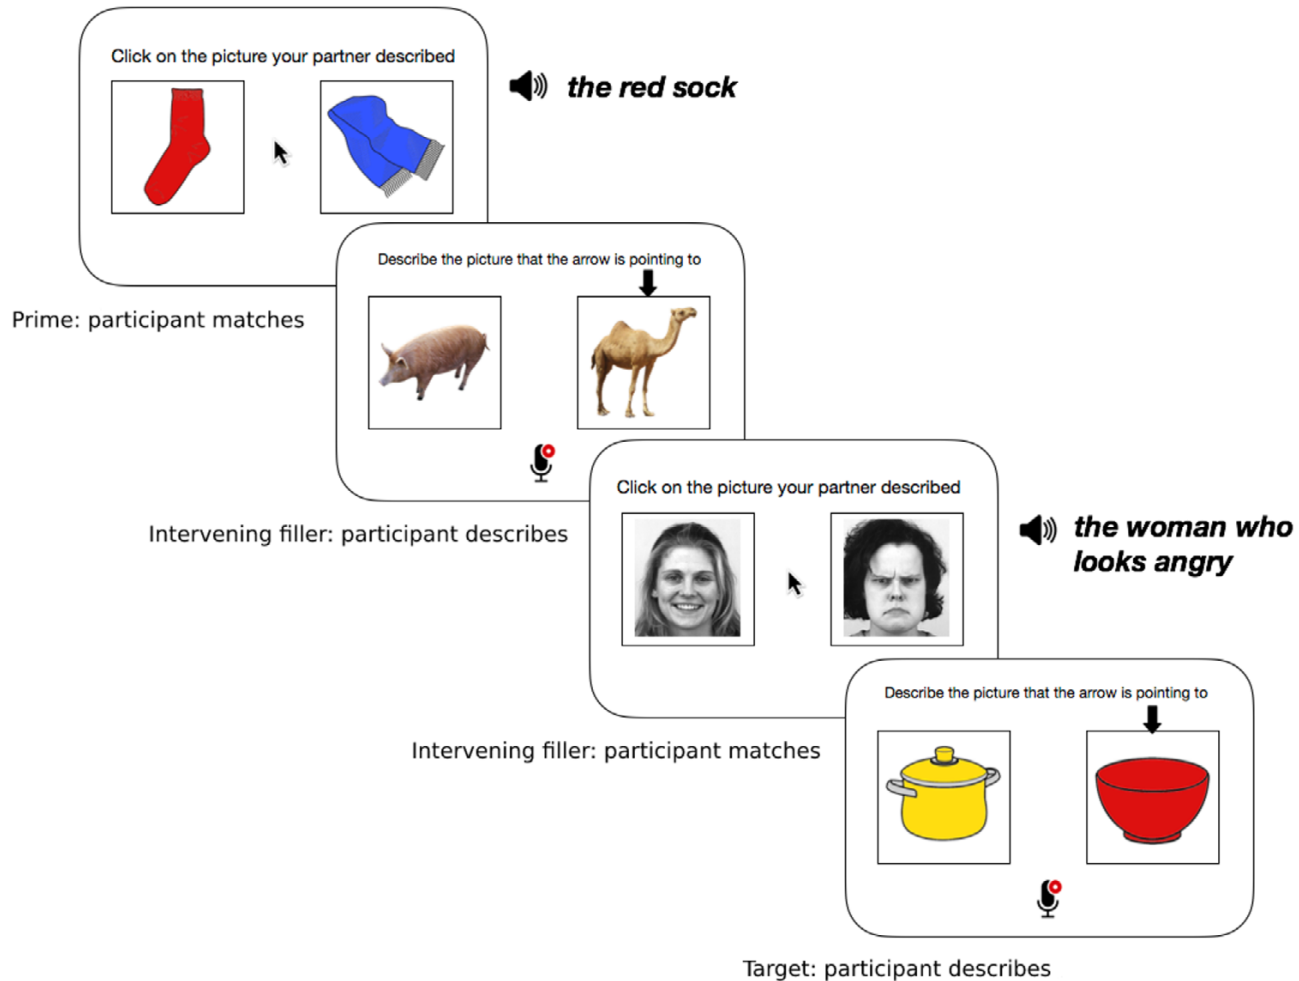 Click on the picture your partner described
the red sock
Prime: participant matches
Describe the picture that the arrow is pointing to
Intervening filler: participant describes
Click on the picture your partner described
the woman who
looks angry
Intervening filler: participant matches
Describe the picture that the arrow is pointing to
Target: participant describes